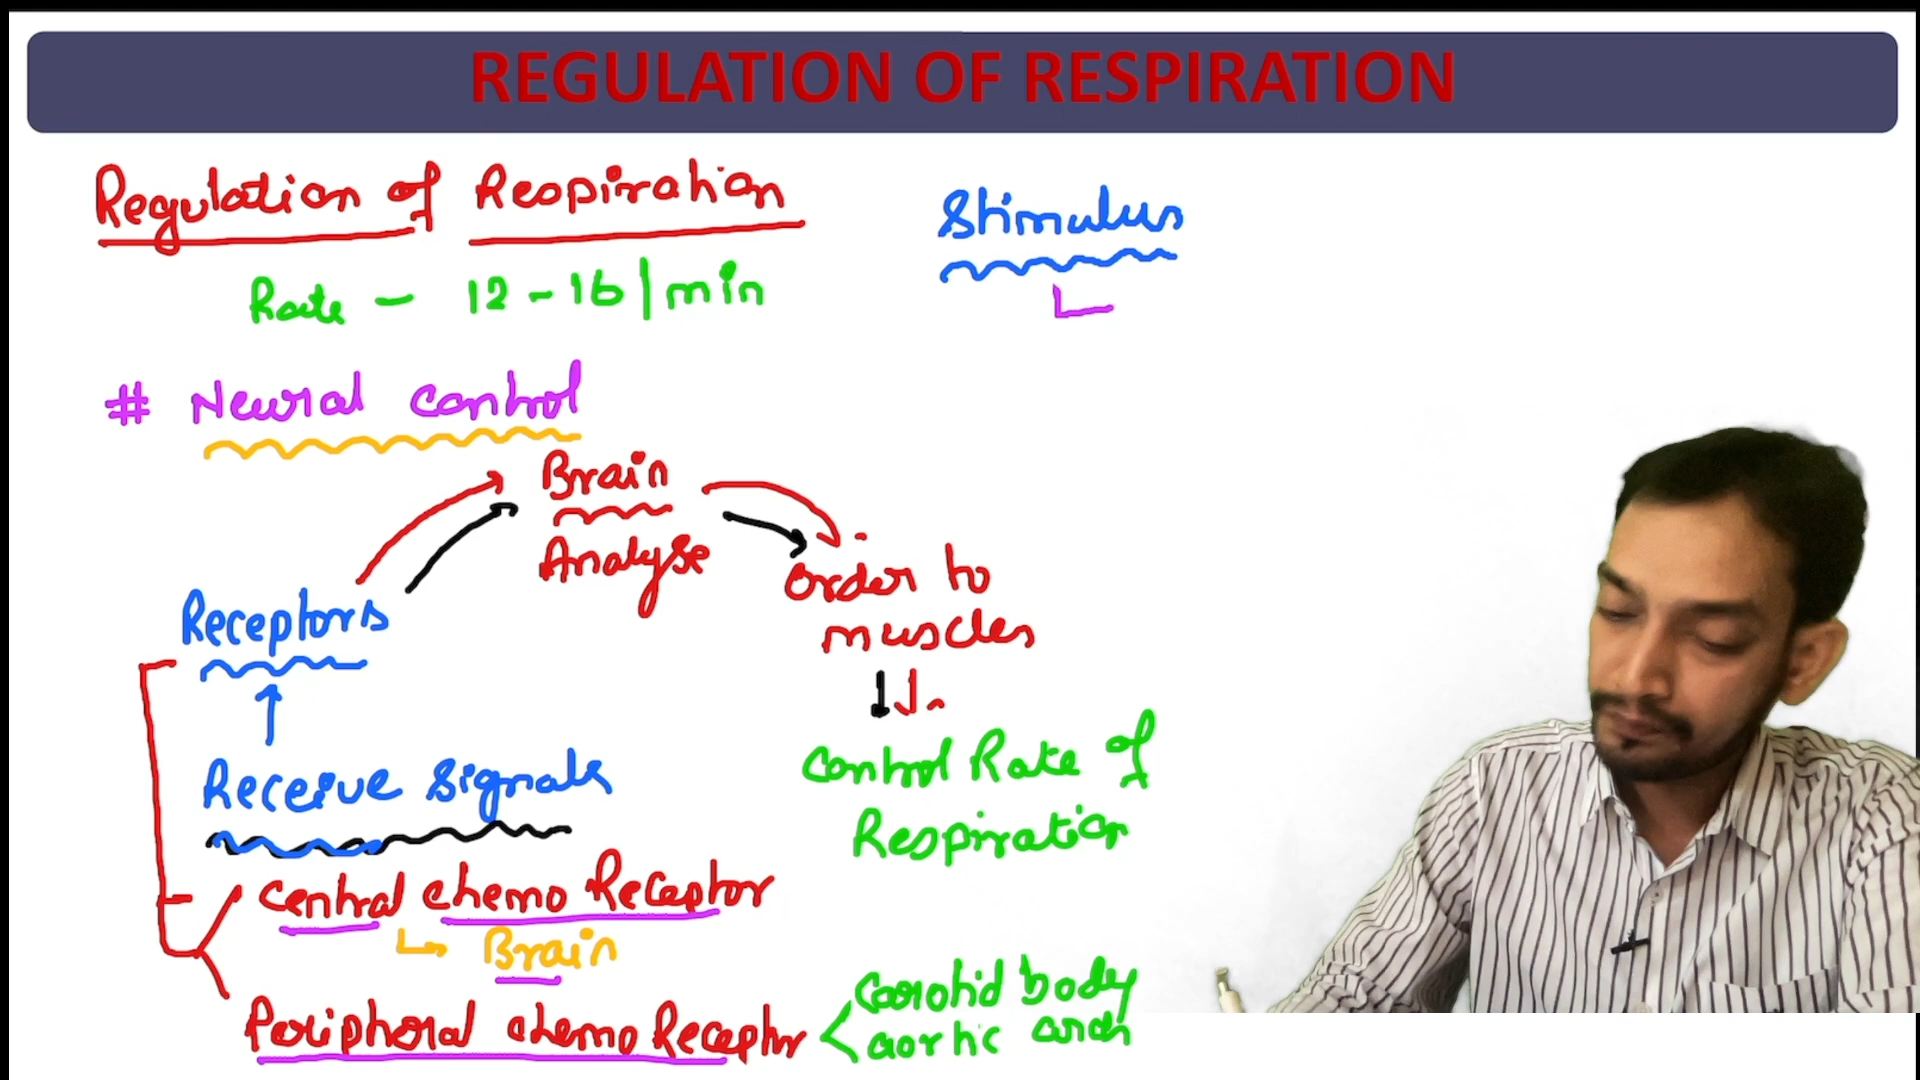 REGULATION OF RESPIRATION
Regulation of Respiration
Rate - 12-16/min
# Neural control
Brain
Analyse
Receptors
Receive signals
Order to
muscles
control Rate of
Respiration
central chemo Receptor
Brain
Peripheral chemo Receptor
carotid body
aortic arch
Stimulus